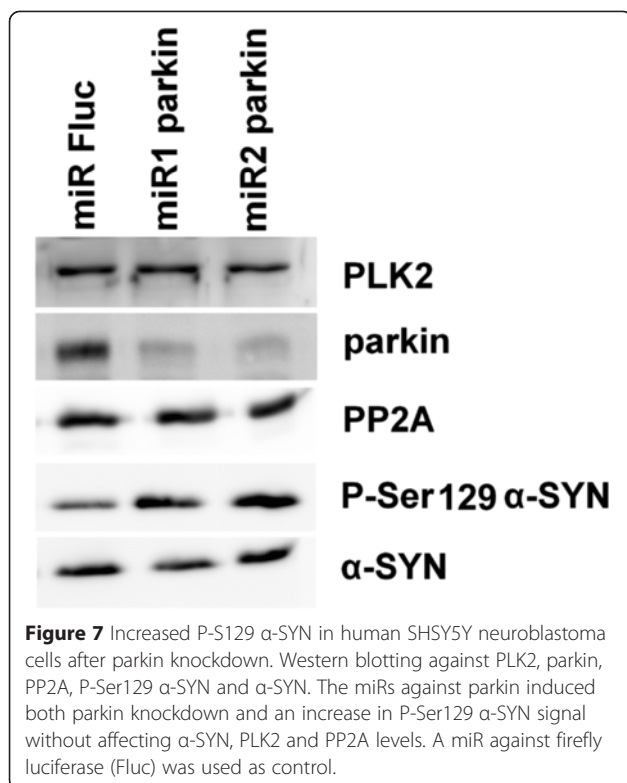 miR Fluc
miR1 parkin
miR2 parkin
PLK2
parkin
PP2A
P-Ser129 α-SYN
α-SYN
Figure 7 Increased P-S129 α-SYN in human SHSY5Y neuroblastoma
cells after parkin knockdown. Western blotting against PLK2, parkin,
PP2A, P-Ser129 α-SYN and α-SYN. The miRs against parkin induced
both parkin knockdown and an increase in P-Ser129 α-SYN signal
without affecting α-SYN, PLK2 and PP2A levels. A miR against firefly
luciferase (Fluc) was used as control.